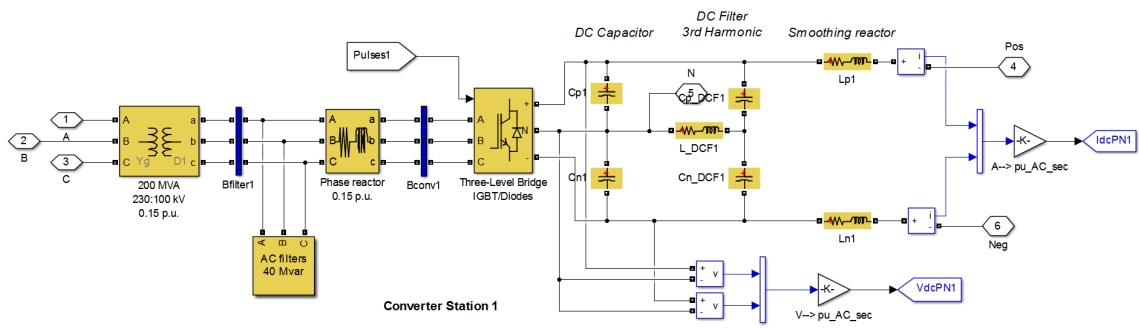 DC Filter
3rd Harmonic
DC Capacitor
Smoothing reactor
Pulses1
N
5
Pos
4
i
+
-
Lp1
Cp1
Cp_DCF1
1
A
2
B
3
C
A
B
C
a
b
c
Yg
D1
200 MVA
230:100 kV
0.15 p.u.
Bfilter1
A
B
C
a
b
c
Phase reactor
0.15 p.u.
Bconv1
A
B
C
+
N
-
Three-Level Bridge
IGBT/Diodes
L_DCF1
Cn1
Cn_DCF1
-K-
A--> pu_AC_sec
IdcPN1
Ln1
i
+
-
6
Neg
A
B
C
AC filters
40 Mvar
Converter Station 1
+
-
v
+
-
v
-K-
V--> pu_AC_sec
VdcPN1